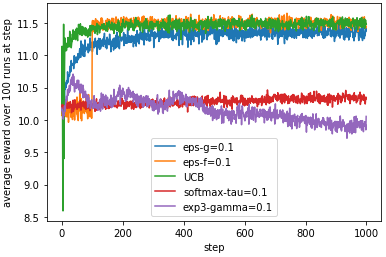 11.5
11.0
10.5
10.0
9.5
9.0
8.5
average reward over 100 runs at step
0
200
400
600
800
1000
step
eps-g=0.1
eps-f=0.1
UCB
softmax-tau=0.1
exp3-gamma=0.1